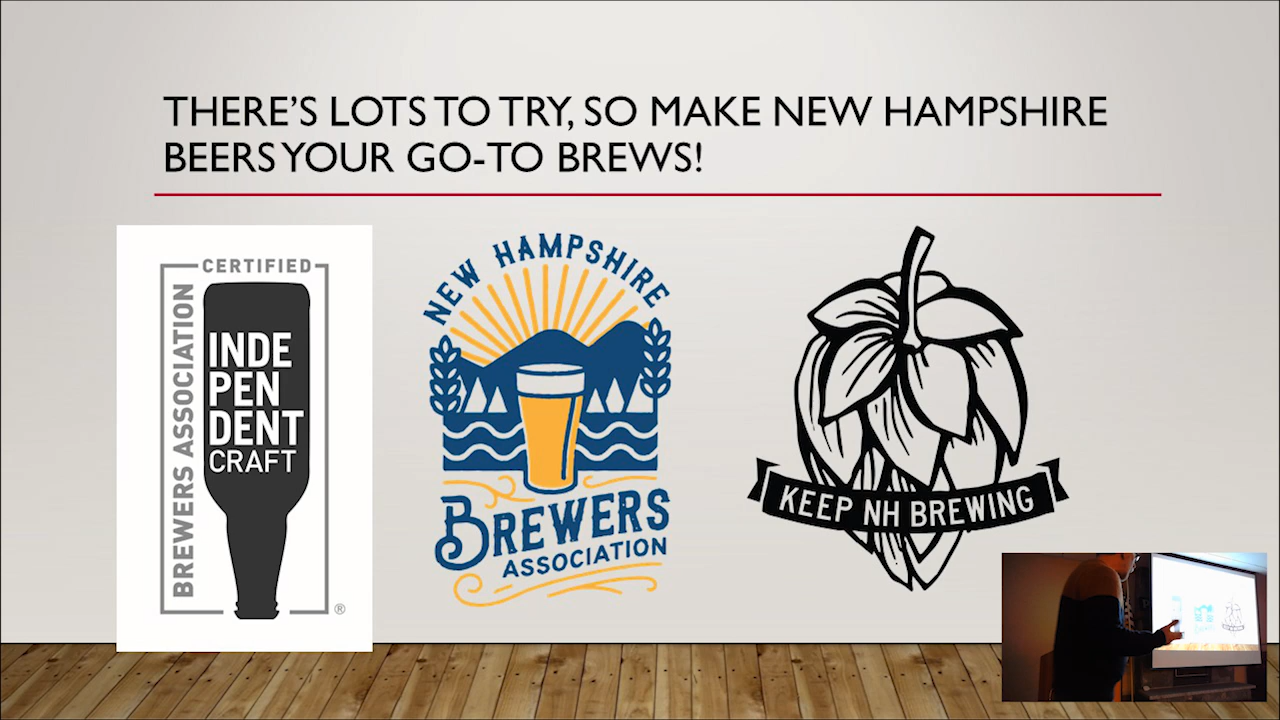 THERE'S LOTS TO TRY, SO MAKE NEW HAMPSHIRE
BEERS YOUR GO-TO BREWS!
CERTIFIED
BREWERS ASSOCIATION
INDE
PEN
DENT
CRAFT
®
NEW HAMPSHIRE
BREWERS
ASSOCIATION
KEEP NH BREWING